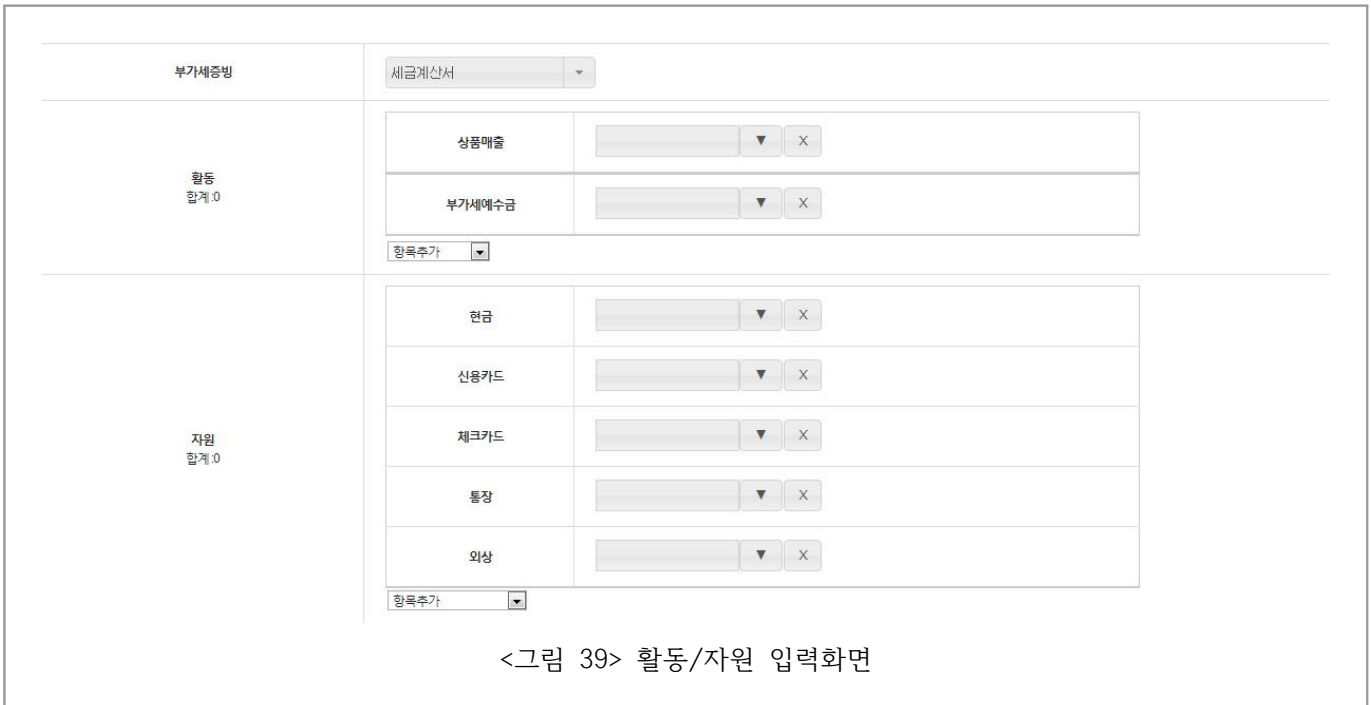 부가세증빙
세금계산서
활동
합계:0
상품매출
▼ X
부가세예수금
▼ X
항목추가
자원
합계:0
현금
▼ X
신용카드
▼ X
체크카드
▼ X
통장
▼ X
외상
▼ X
항목추가
<그림 39> 활동/자원 입력화면